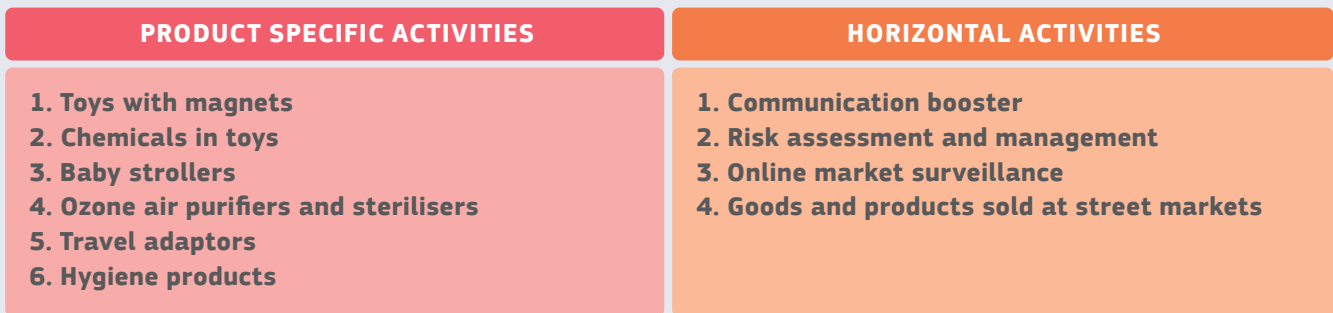 PRODUCT SPECIFIC ACTIVITIES
1. Toys with magnets
2. Chemicals in toys
3. Baby strollers
4. Ozone air purifiers and sterilisers
5. Travel adaptors
6. Hygiene products
HORIZONTAL ACTIVITIES
1. Communication booster
2. Risk assessment and management
3. Online market surveillance
4. Goods and products sold at street markets